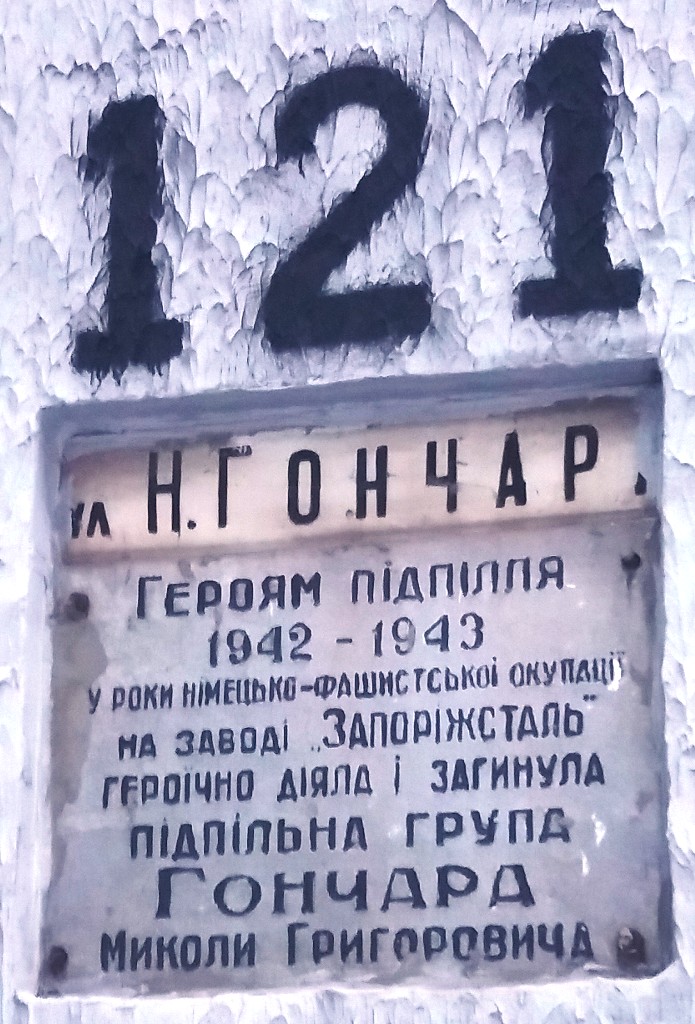 121
ул Н. ГОНЧАР
ГЕРОЯМ ПІДПІЛЛЯ
1942 - 1943
У РОКИ НІМЕЦЬКО-ФАШИСТСЬКОЇ ОКУПАЦІЇ
НА ЗАВОДІ „ЗАПОРІЖСТАЛЬ"
ГЕРОЇЧНО ДІЯЛА І ЗАГИНУЛА
ПІДПІЛЬНА ГРУПА
ГОНЧАРА
МИКОЛИ ГРИГОРОВИЧА